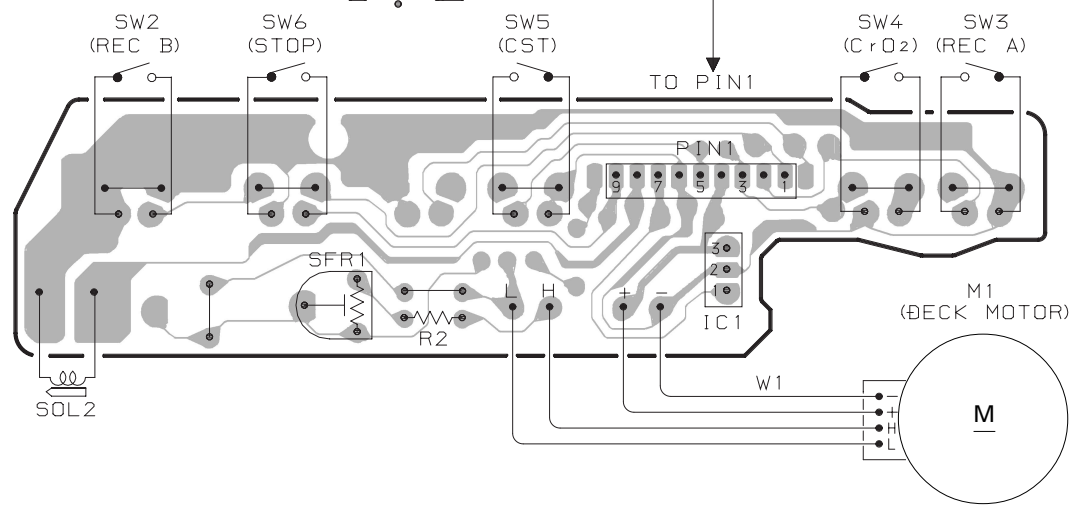 SW2
(REC B)
SW6
(STOP)
SW5
(CST)
SW4
(CrO2)
SW3
(REC A)
TO PIN1
PIN1
9 7 5 3 1
3
2
1
IC1
SFR1
R2
L H + −
M1
(DECK MOTOR)
SOL2
W1
−
+
H
L
M